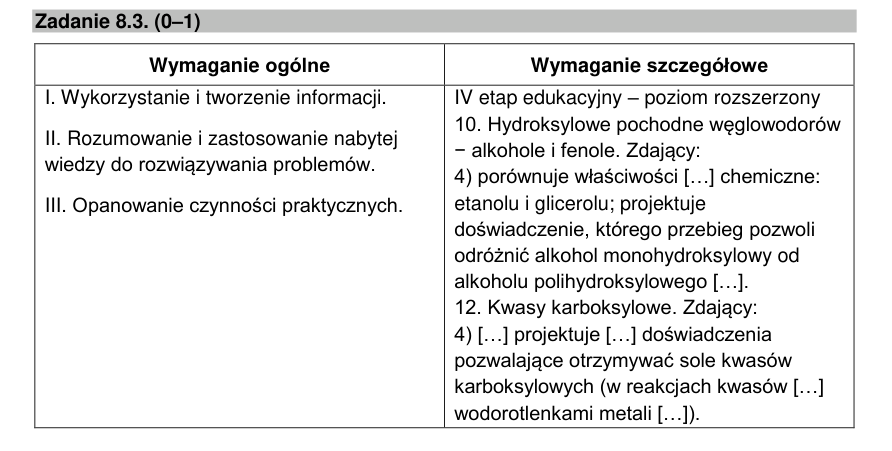 Zadanie 8.3. (0–1)
Wymaganie ogólne
Wymaganie szczegółowe
I. Wykorzystanie i tworzenie informacji.
II. Rozumowanie i zastosowanie nabytej
wiedzy do rozwiązywania problemów.
III. Opanowanie czynności praktycznych.
IV etap edukacyjny – poziom rozszerzony
10. Hydroksylowe pochodne węglowodorów
− alkohole i fenole. Zdający:
4) porównuje właściwości […] chemiczne:
etanolu i glicerolu; projektuje
doświadczenie, którego przebieg pozwoli
odróżnić alkohol monohydroksylowy od
alkoholu polihydroksylowego […].
12. Kwasy karboksylowe. Zdający:
4) […] projektuje […] doświadczenia
pozwalające otrzymywać sole kwasów
karboksylowych (w reakcjach kwasów […]
wodorotlenkami metali […]).